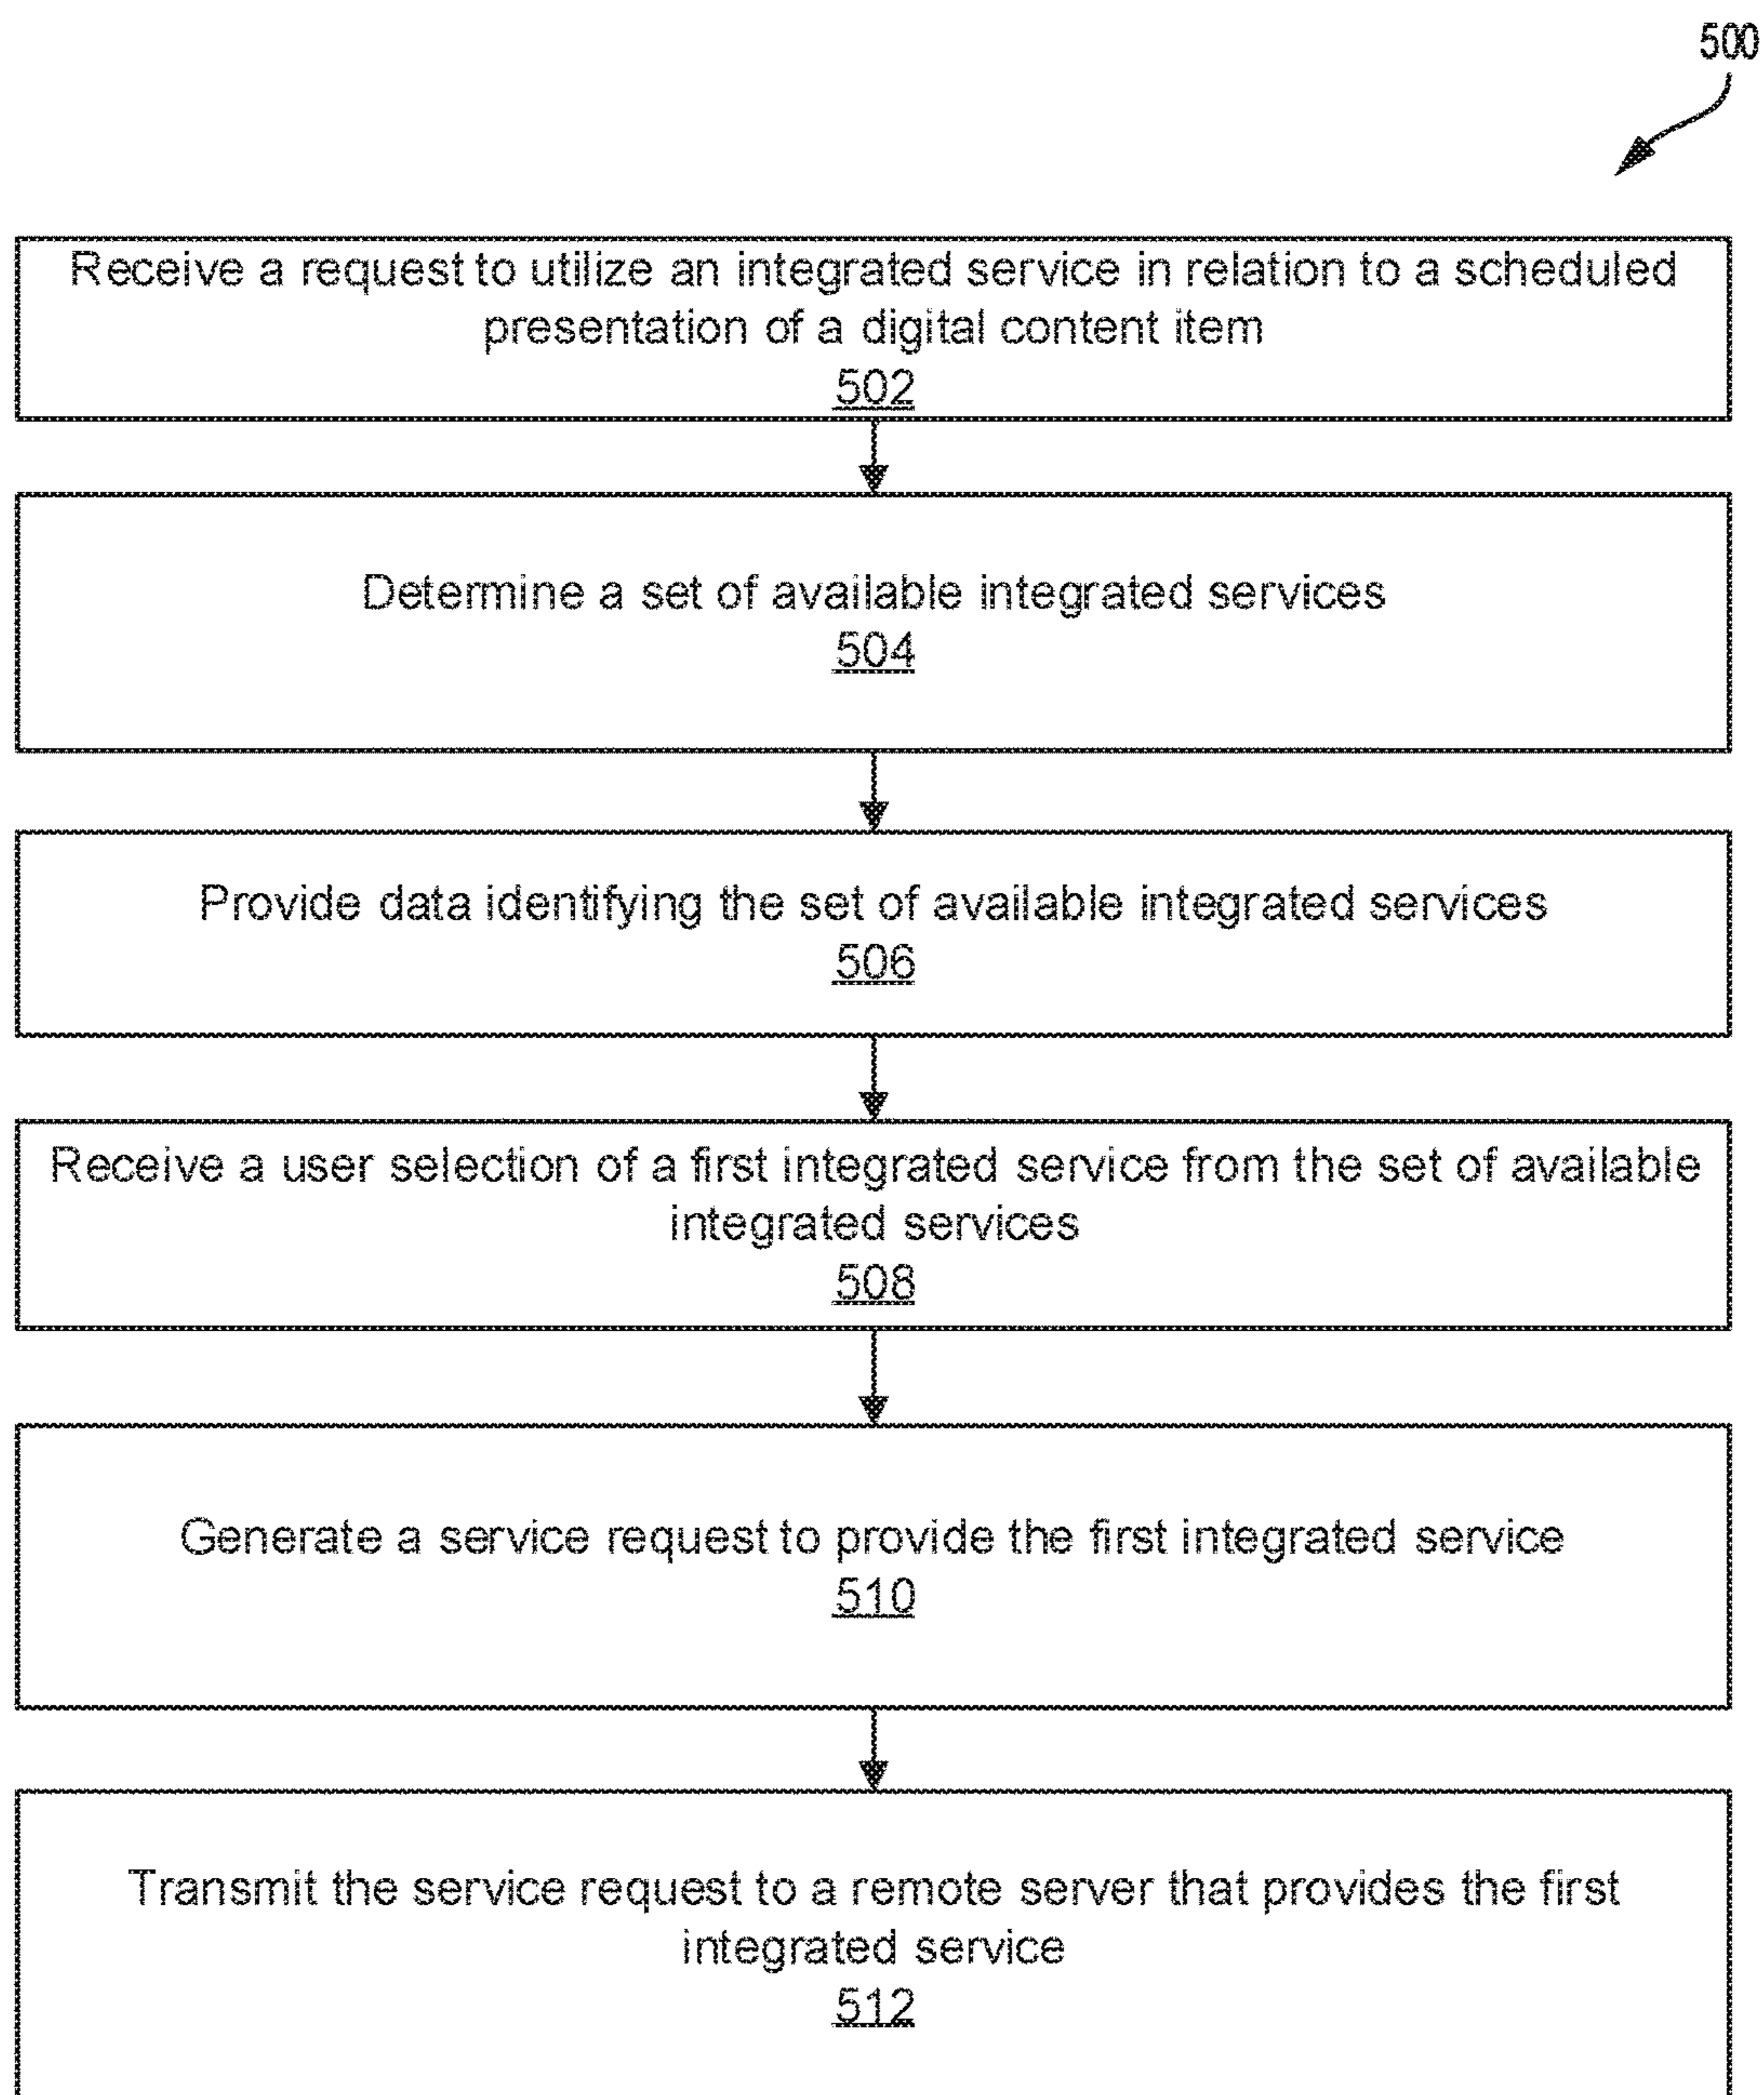 500
Receive a request to utilize an integrated service in relation to a scheduled
presentation of a digital content item
502
Determine a set of available integrated services
504
Provide data identifying the set of available integrated services
506
Receive a user selection of a first integrated service from the set of available
integrated services
508
Generate a service request to provide the first integrated service
510
Transmit the service request to a remote server that provides the first
integrated service
512